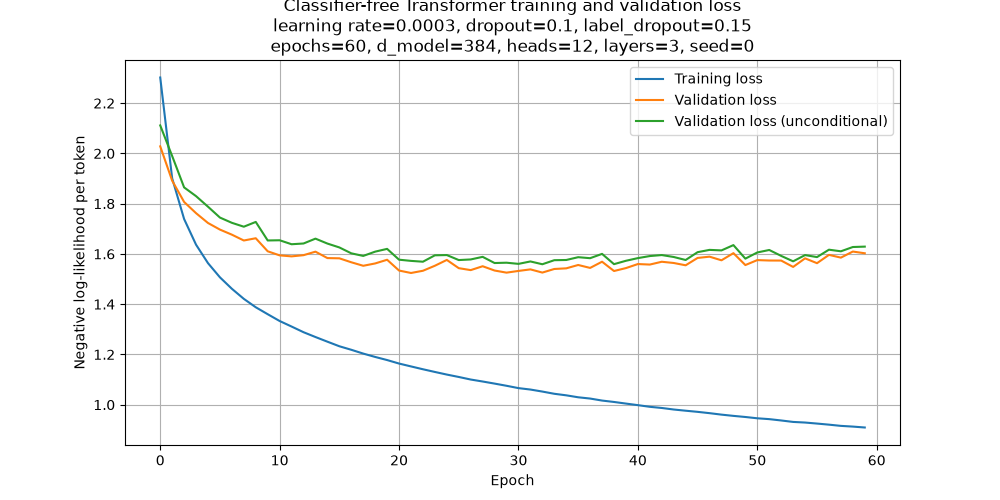 Classifier-free Transformer training and validation loss
learning rate=0.0003, dropout=0.1, label_dropout=0.15
epochs=60, d_model=384, heads=12, layers=3, seed=0
Training loss
Validation loss
Validation loss (unconditional)
Negative log-likelihood per token
2.2
2.0
1.8
1.6
1.4
1.2
1.0
0 10 20 30 40 50 60
Epoch